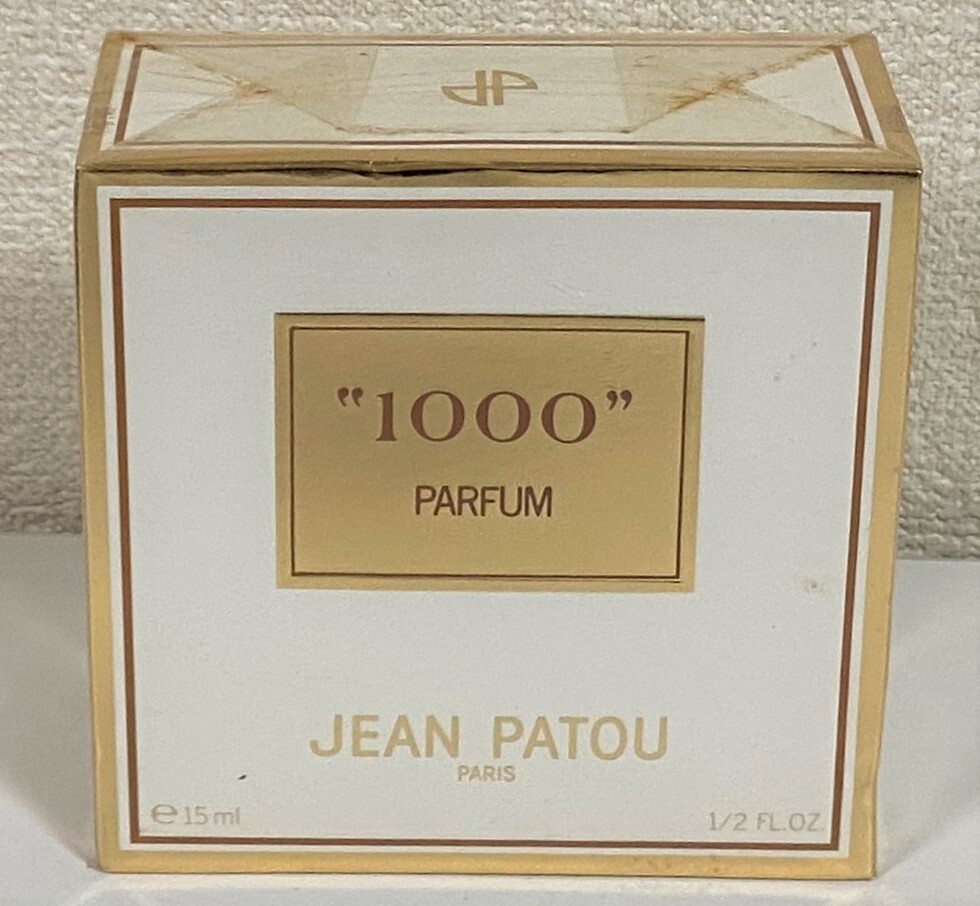 JP
“1000”
PARFUM
JEAN PATOU
PARIS
℮ 15 ml
1/2 FL.OZ.